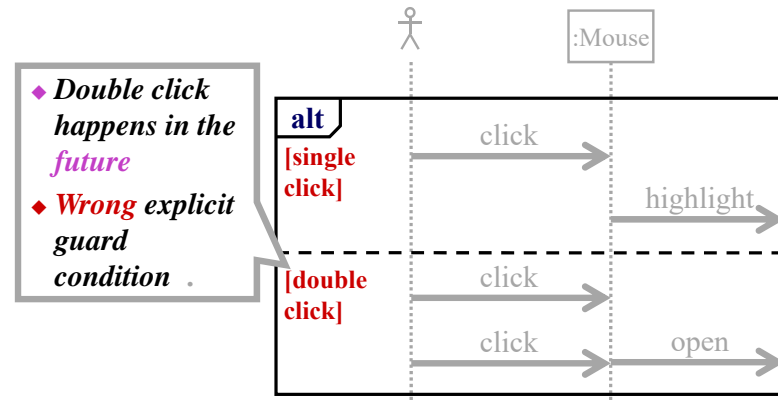 :Mouse
◆ Double click
happens in the
future
◆ Wrong explicit
guard
condition .
alt
[single
click]
click
highlight
[double
click]
click
click
open